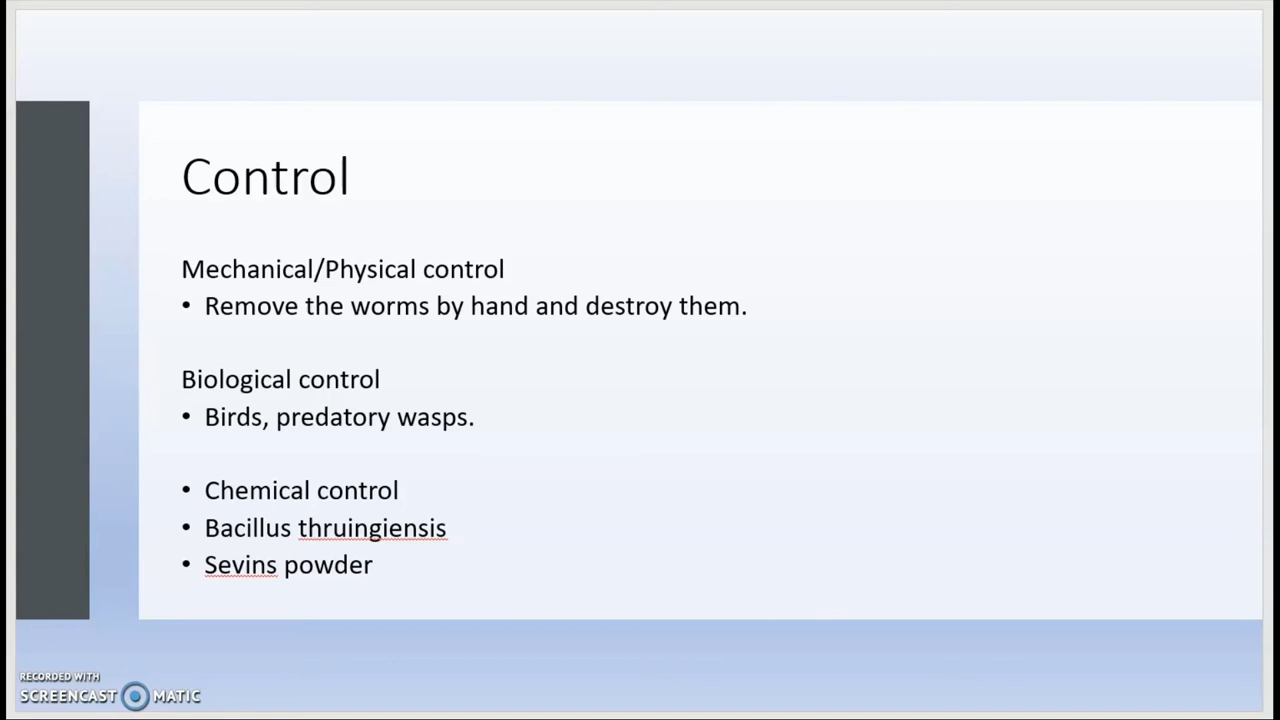 Control
Mechanical/Physical control
• Remove the worms by hand and destroy them.
Biological control
• Birds, predatory wasps.
• Chemical control
• Bacillus thruingiensis
• Sevins powder
RECORDED WITH
SCREENCAST MATIC